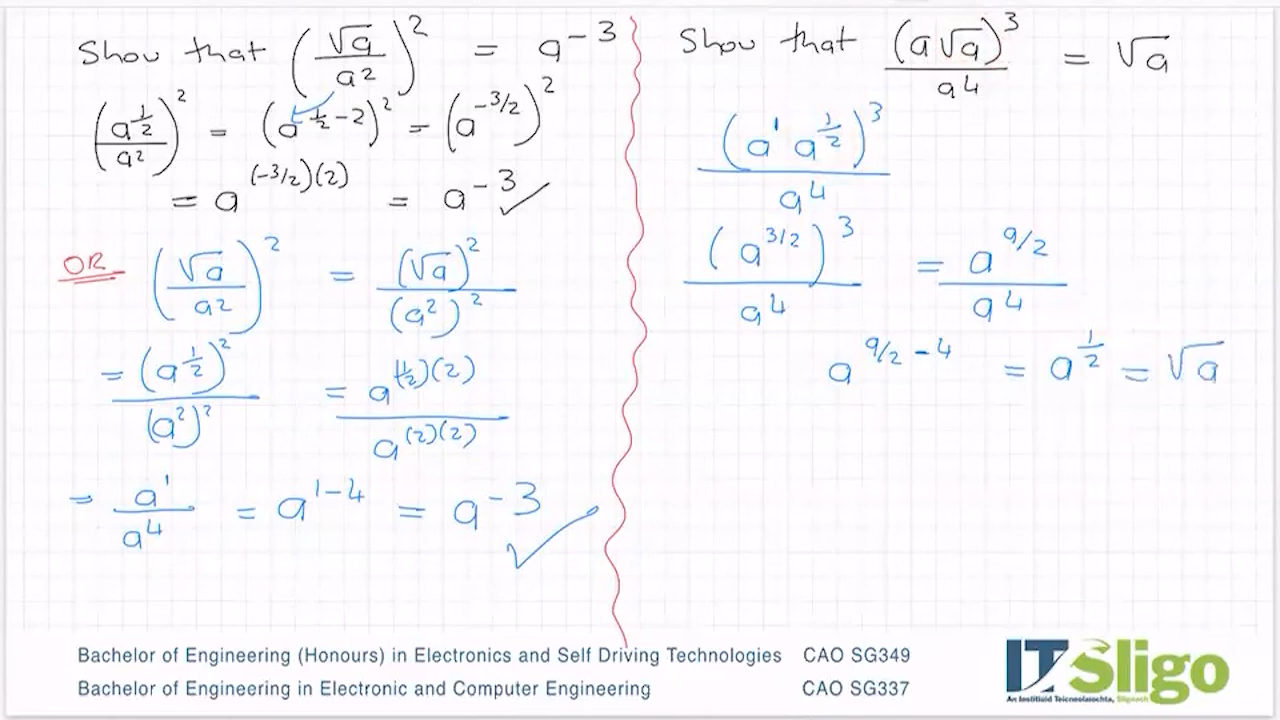 Show that (√a / a²)² = a⁻³
(a^½ / a²)² = (a^(½ - 2))² = (a^(-3/2))²
= a^((-3/2)(2)) = a⁻³ ✓
OR (√a / a²)² = (√a)² / (a²)²
= (a^½)² / (a²)² = a^((½)(2)) / a^((2)(2))
= a¹ / a⁴ = a^(1-4) = a⁻³ ✓
Show that (a√a)³ / a⁴ = √a
(a¹ a^½)³ / a⁴
(a^(3/2))³ / a⁴ = a^(9/2) / a⁴
a^(9/2 - 4) = a^½ = √a
Bachelor of Engineering (Honours) in Electronics and Self Driving Technologies CAO SG349
Bachelor of Engineering in Electronic and Computer Engineering CAO SG337
IT Sligo
An Institiúid Teicneolaíochta, Sligeach